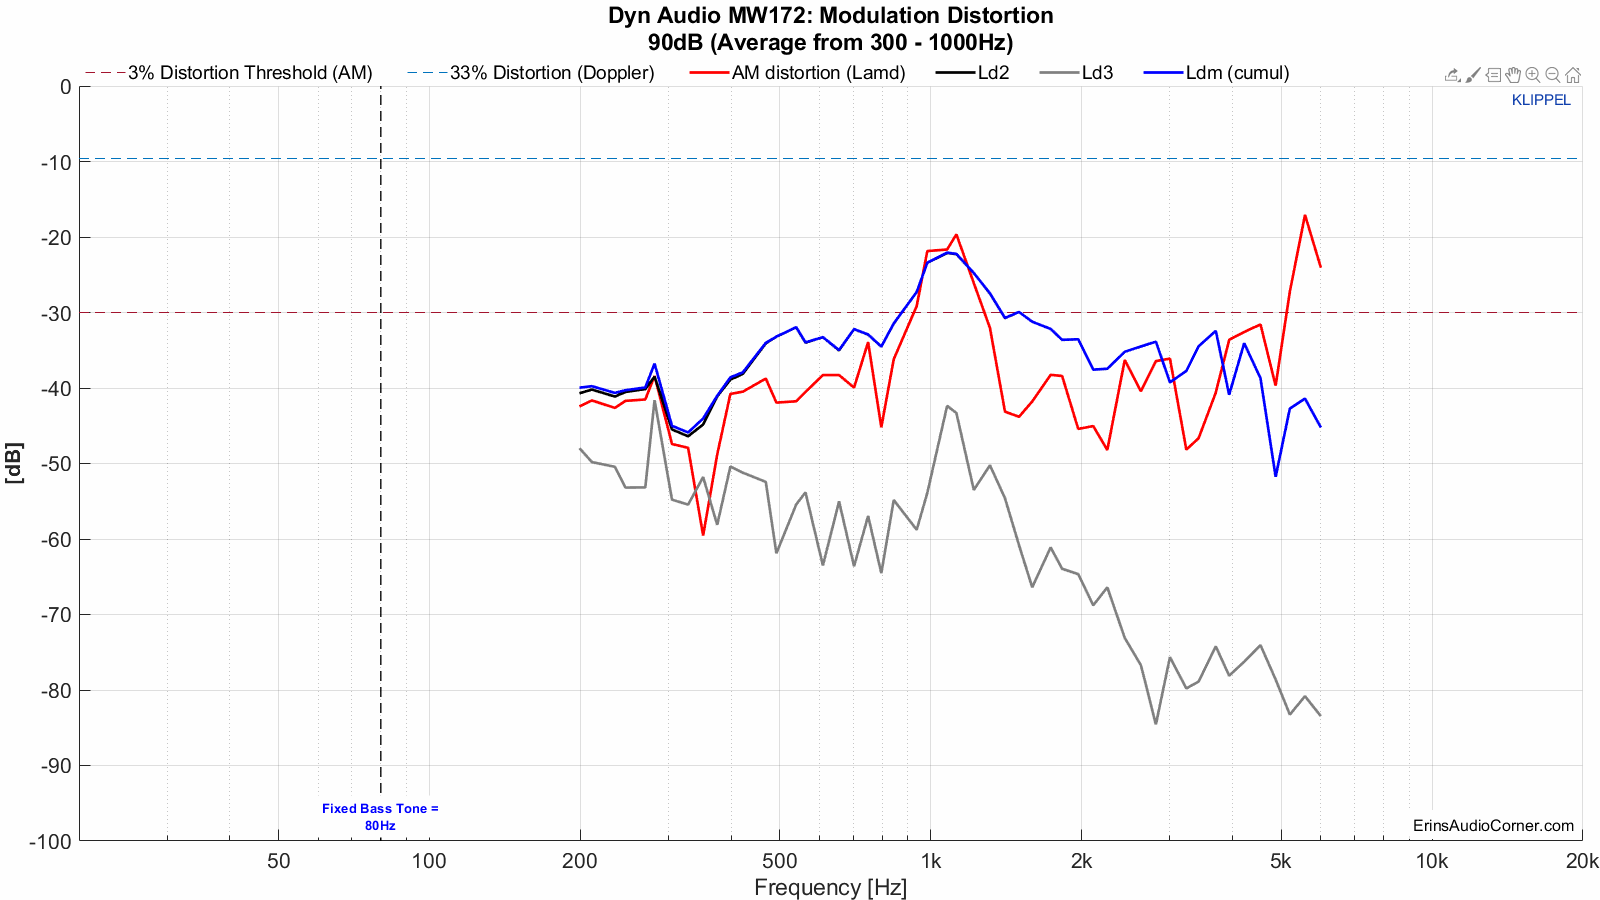 Dyn Audio MW172: Modulation Distortion
90dB (Average from 300 - 1000Hz)
3% Distortion Threshold (AM) 33% Distortion (Doppler) AM distortion (Lamd) Ld2 Ld3 Ldm (cumul)
KLIPPEL
0
-10
-20
-30
-40
-50
-60
-70
-80
-90
-100
[dB]
Fixed Bass Tone =
80Hz
ErinsAudioCorner.com
50 100 200 500 1k 2k 5k 10k 20k
Frequency [Hz]